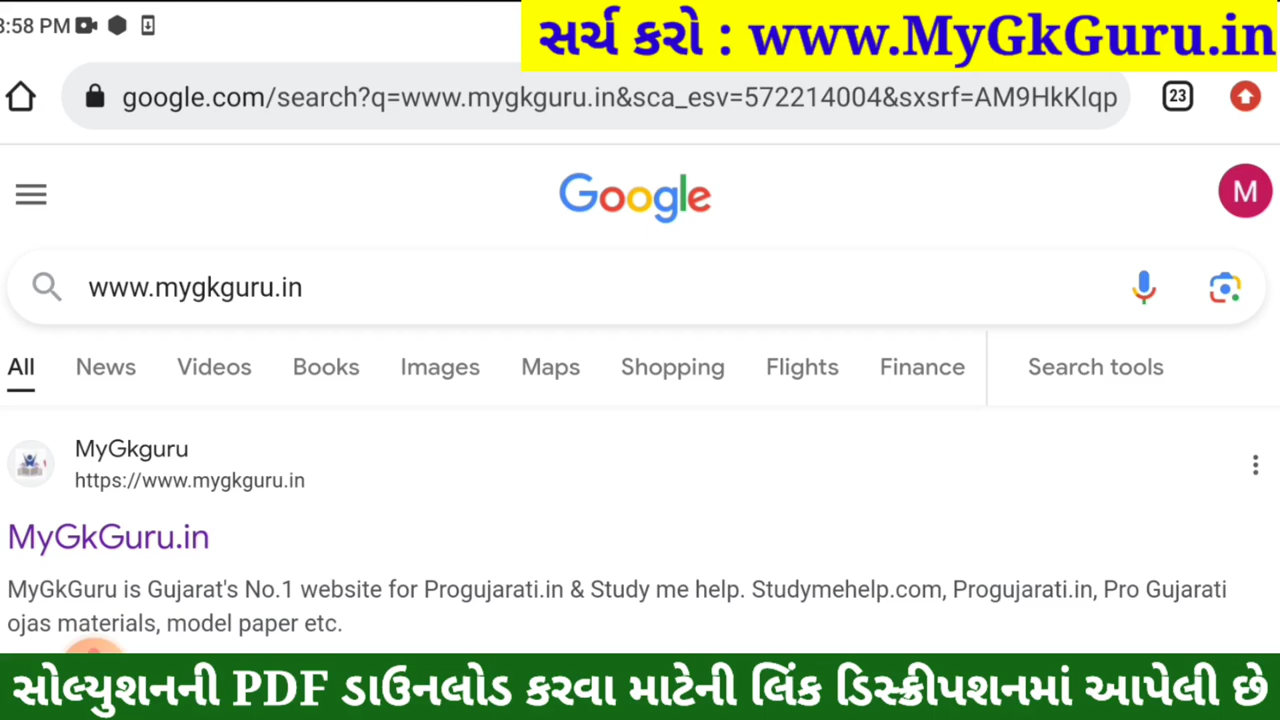 3:58 PM
સર્ચ કરો : www.MyGkGuru.in
google.com/search?q=www.mygkguru.in&sca_esv=572214004&sxsrf=AM9HkKlqp
23
Google
M
www.mygkguru.in
All News Videos Books Images Maps Shopping Flights Finance Search tools
MyGkguru
https://www.mygkguru.in
MyGkGuru.in
MyGkGuru is Gujarat's No.1 website for Progujarati.in & Study me help. Studymehelp.com, Progujarati.in, Pro Gujarati
ojas materials, model paper etc.
સોલ્યુશનની PDF ડાઉનલોડ કરવા માટેની લિંક ડિસ્ક્રીપશનમાં આપેલી છે